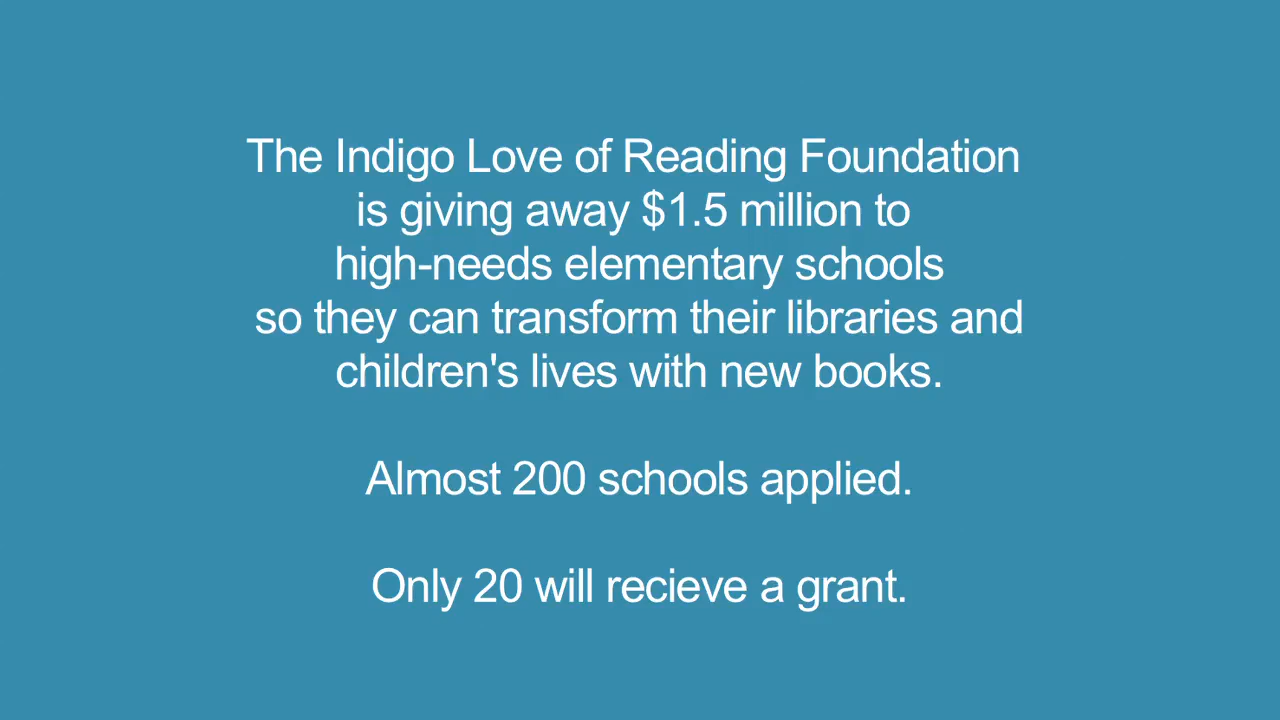 The Indigo Love of Reading Foundation
is giving away $1.5 million to
high-needs elementary schools
so they can transform their libraries and
children's lives with new books.
Almost 200 schools applied.
Only 20 will recieve a grant.